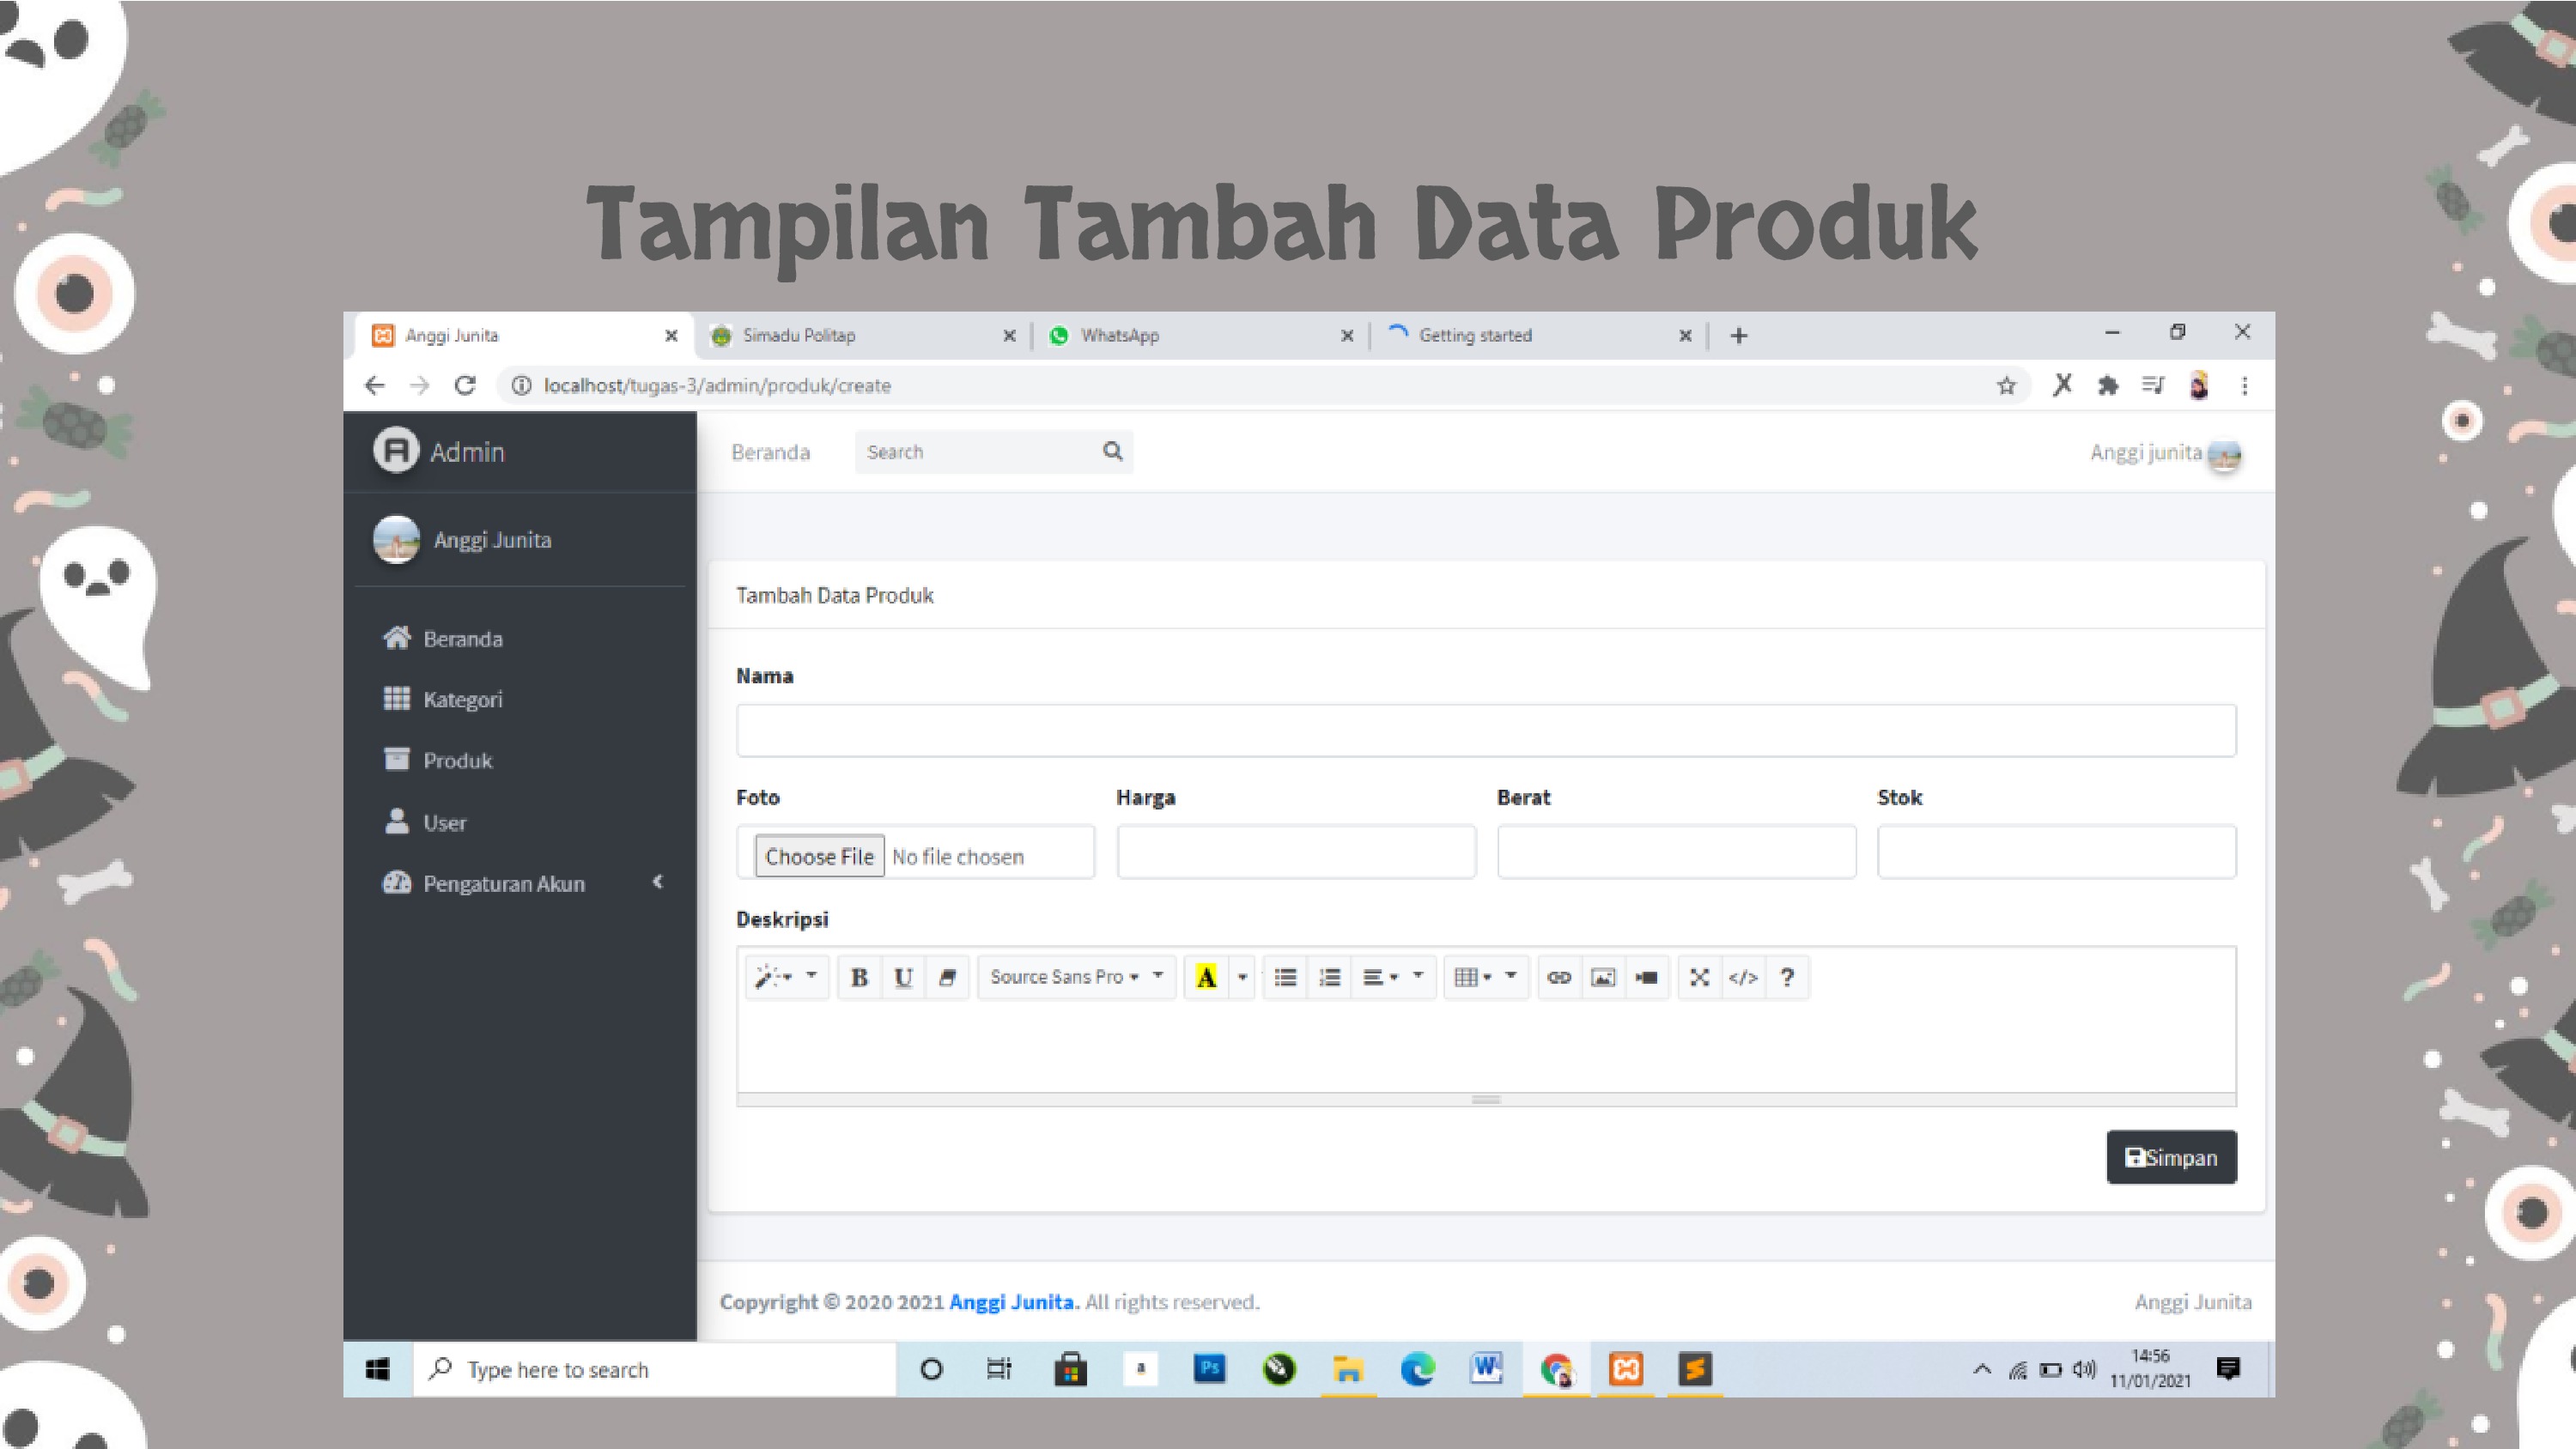 Tampilan Tambah Data Produk
Anggi Junita
Simadu Politap
WhatsApp
Getting started
localhost/tugas-3/admin/produk/create
Admin
Beranda
Search
Anggi junita
Anggi Junita
Beranda
Kategori
Produk
User
Pengaturan Akun
Tambah Data Produk
Nama
Foto Harga Berat Stok
Choose File No file chosen
Deskripsi
B U Source Sans Pro A </> ?
Simpan
Copyright © 2020 2021 Anggi Junita. All rights reserved.
Anggi Junita
Type here to search
a
Ps
W
14:56
11/01/2021